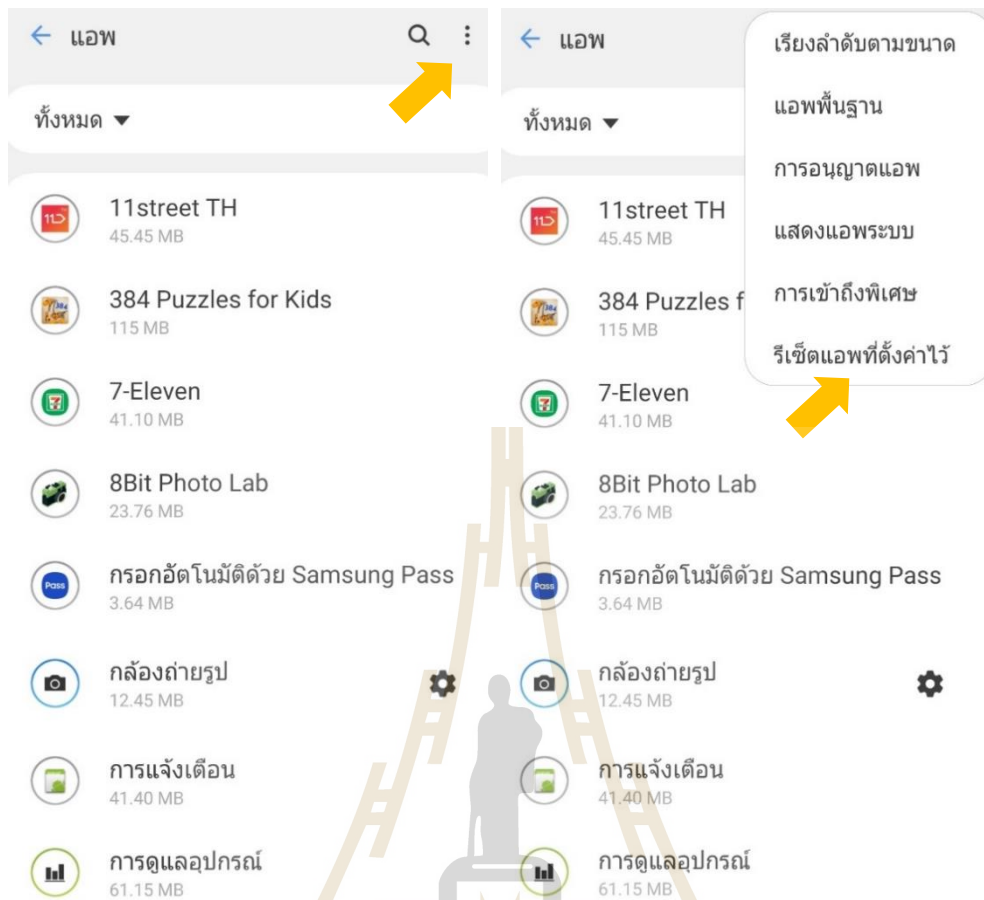 แอพ
ทั้งหมด
11street TH
45.45 MB
384 Puzzles for Kids
115 MB
7-Eleven
41.10 MB
8Bit Photo Lab
23.76 MB
Pass
กรอกอัตโนมัติด้วย Samsung Pass
3.64 MB
กล้องถ่ายรูป
12.45 MB
การแจ้งเตือน
41.40 MB
การดูแลอุปกรณ์
61.15 MB
แอพ
ทั้งหมด
เรียงลำดับตามขนาด
แอพพื้นฐาน
การอนุญาตแอพ
แสดงแอพระบบ
การเข้าถึงพิเศษ
รีเซ็ตแอพที่ตั้งค่าไว้
11street TH
45.45 MB
384 Puzzles f
115 MB
7-Eleven
41.10 MB
8Bit Photo Lab
23.76 MB
Pass
กรอกอัตโนมัติด้วย Samsung Pass
3.64 MB
กล้องถ่ายรูป
12.45 MB
การแจ้งเตือน
41.40 MB
การดูแลอุปกรณ์
61.15 MB